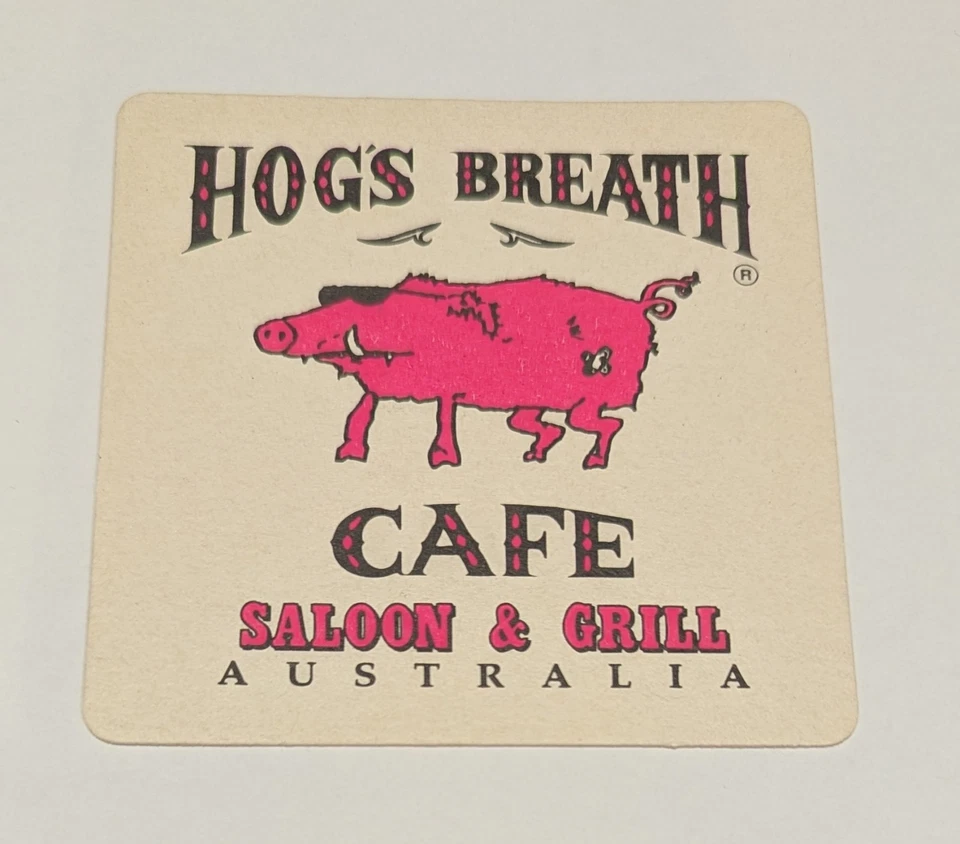 HOG'S BREATH
®
CAFE
SALOON & GRILL
AUSTRALIA